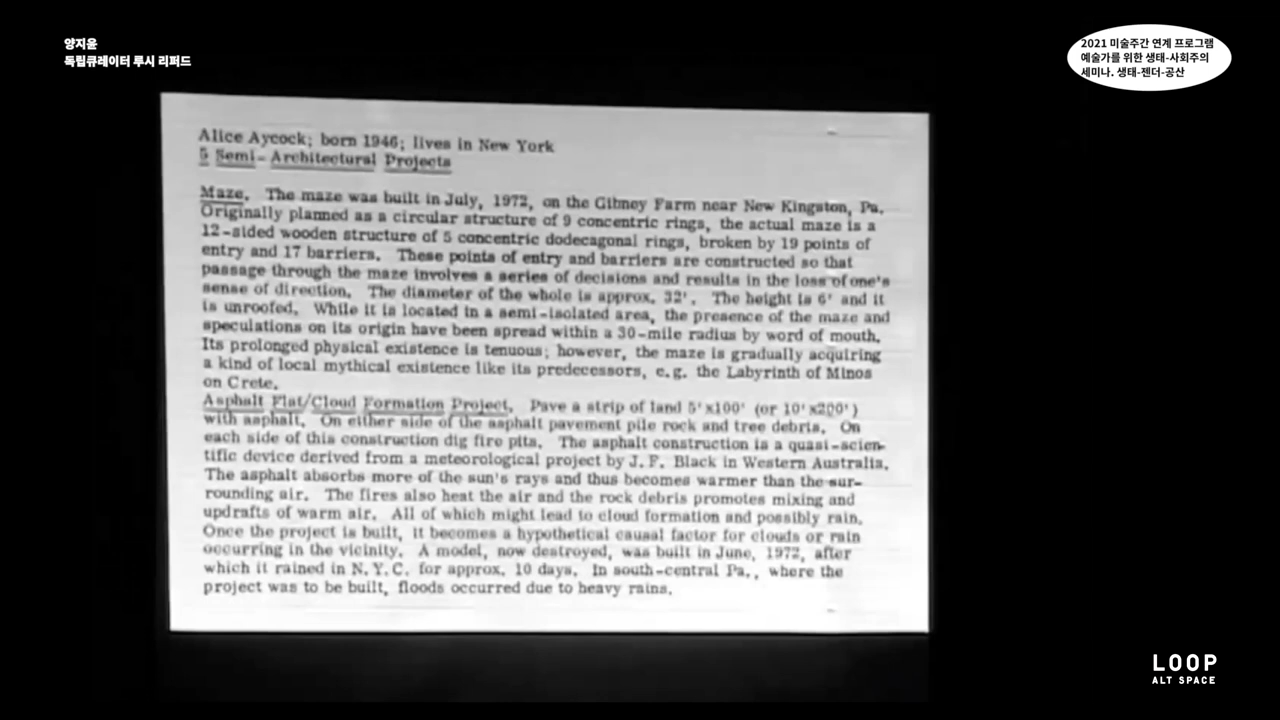 양지윤
독립큐레이터 루시 리퍼드
2021 미술주간 연계 프로그램
예술가를 위한 생태-사회주의
세미나. 생태-젠더-공산
Alice Aycock; born 1946; lives in New York
5 Semi-Architectural Projects
Maze. The maze was built in July, 1972, on the Gibney Farm near New Kingston, Pa.
Originally planned as a circular structure of 9 concentric rings, the actual maze is a
12-sided wooden structure of 5 concentric dodecagonal rings, broken by 19 points of
entry and 17 barriers. These points of entry and barriers are constructed so that
passage through the maze involves a series of decisions and results in the loss of one's
sense of direction. The diameter of the whole is approx. 32'. The height is 6' and it
is unroofed. While it is located in a semi-isolated area, the presence of the maze and
speculations on its origin have been spread within a 30-mile radius by word of mouth.
Its prolonged physical existence is tenuous; however, the maze is gradually acquiring
a kind of local mythical existence like its predecessors, e.g. the Labyrinth of Minos
on Crete.
Asphalt Flat/Cloud Formation Project. Pave a strip of land 5'x100' (or 10'x200')
with asphalt. On either side of the asphalt pavement pile rock and tree debris. On
each side of this construction dig fire pits. The asphalt construction is a quasi-scien-
tific device derived from a meteorological project by J. F. Black in Western Australia.
The asphalt absorbs more of the sun's rays and thus becomes warmer than the sur-
rounding air. The fires also heat the air and the rock debris promotes mixing and
updrafts of warm air. All of which might lead to cloud formation and possibly rain.
Once the project is built, it becomes a hypothetical causal factor for clouds or rain
occurring in the vicinity. A model, now destroyed, was built in June, 1972, after
which it rained in N.Y.C. for approx. 10 days. In south-central Pa., where the
project was to be built, floods occurred due to heavy rains.
LOOP
ALT SPACE